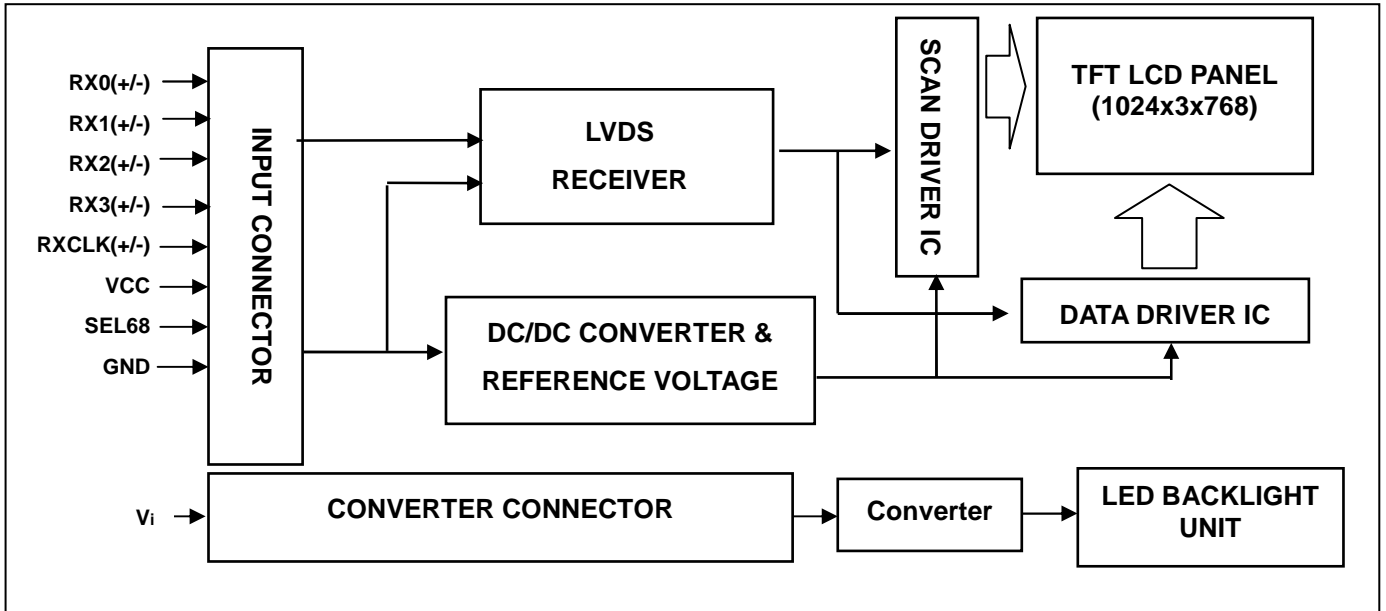 RX0(+/-)
RX1(+/-)
RX2(+/-)
RX3(+/-)
RXCLK(+/-)
VCC
SEL68
GND
INPUT CONNECTOR
LVDS
RECEIVER
DC/DC CONVERTER &
REFERENCE VOLTAGE
SCAN DRIVER IC
TFT LCD PANEL
(1024x3x768)
DATA DRIVER IC
Vi
CONVERTER CONNECTOR
Converter
LED BACKLIGHT
UNIT